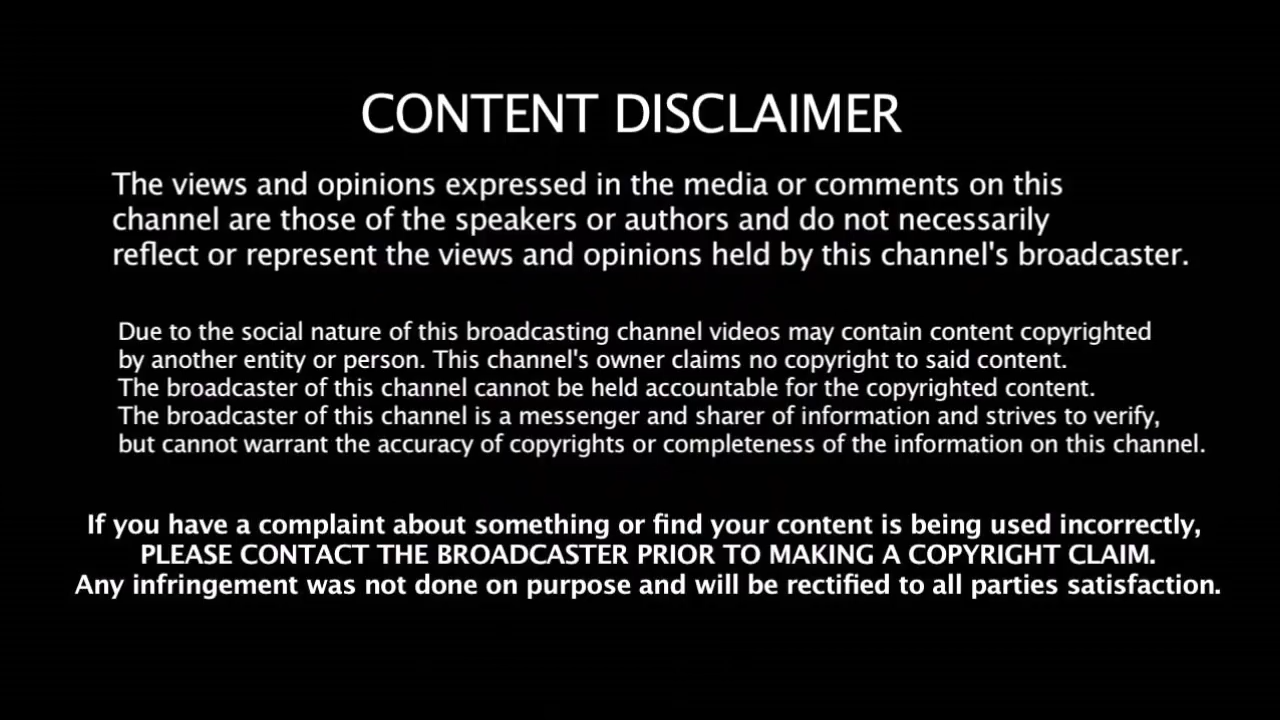 CONTENT DISCLAIMER
The views and opinions expressed in the media or comments on this
channel are those of the speakers or authors and do not necessarily
reflect or represent the views and opinions held by this channel's broadcaster.
Due to the social nature of this broadcasting channel videos may contain content copyrighted
by another entity or person. This channel's owner claims no copyright to said content.
The broadcaster of this channel cannot be held accountable for the copyrighted content.
The broadcaster of this channel is a messenger and sharer of information and strives to verify,
but cannot warrant the accuracy of copyrights or completeness of the information on this channel.
If you have a complaint about something or find your content is being used incorrectly,
PLEASE CONTACT THE BROADCASTER PRIOR TO MAKING A COPYRIGHT CLAIM.
Any infringement was not done on purpose and will be rectified to all parties satisfaction.